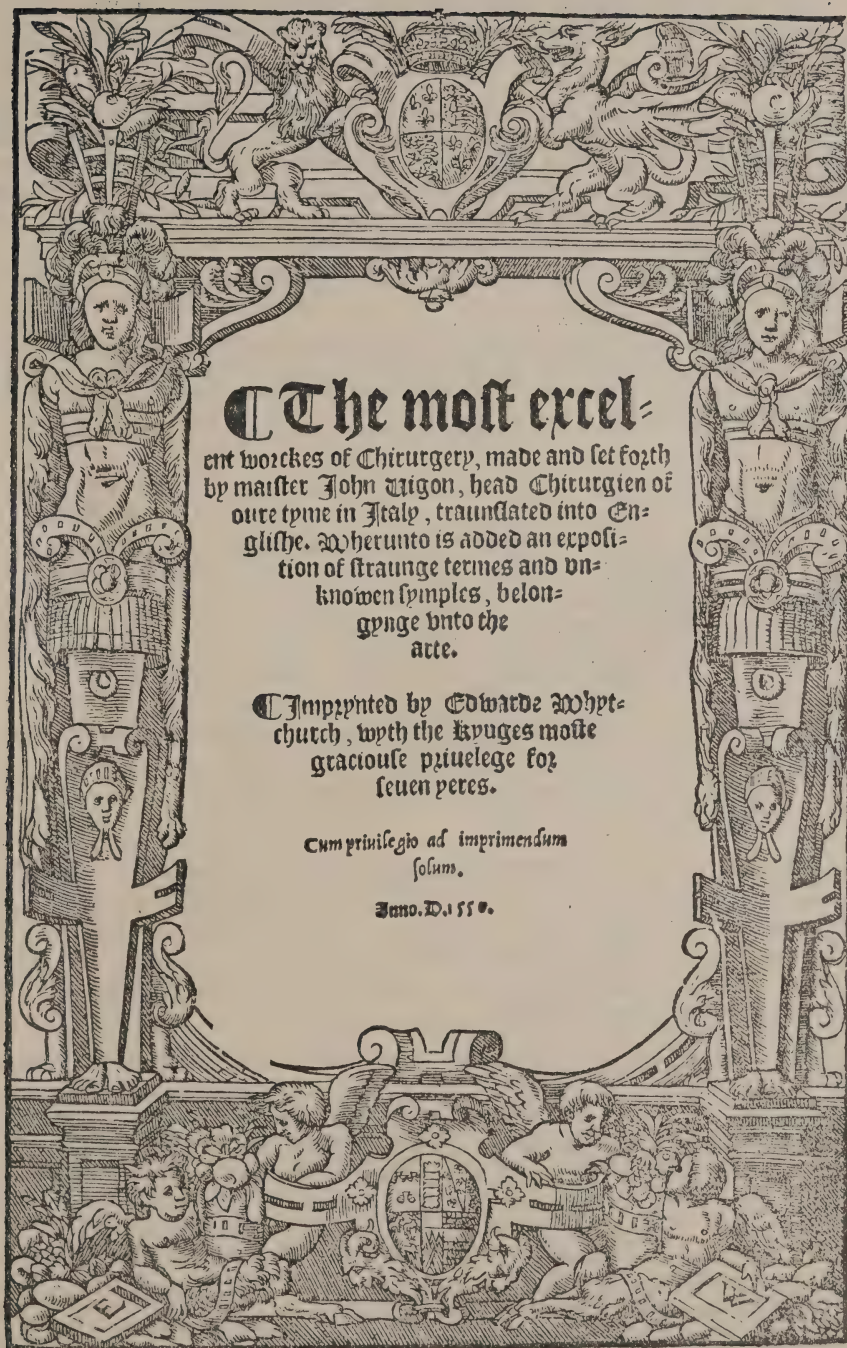 ¶ The most excel-
ent worckes of Chirurgery, made and set forth
by maister John Uigon, head Chirurgien of
oure tyme in Italy, traunslated into En-
glishe. Wherunto is added an exposi-
tion of straunge termes and vn-
knowen symples, belon-
gynge vnto the
arte.
¶ Imprynted by Edwarde Whyt-
church, wyth the Kynges moste
graciouse priuelege for
seuen yeres.
Cum priuilegio ad imprimendum
solum.
Anno. D. 1550.
E
W